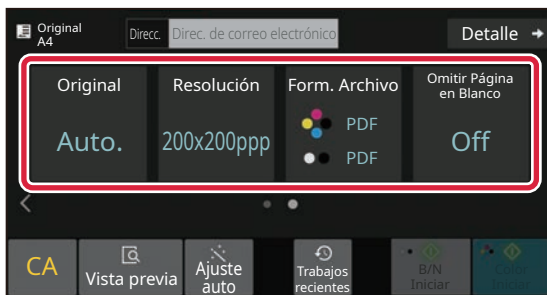 Original
A4
Direcc. Direc. de correo electrónico
Detalle
Original
Auto.
Resolución
200x200ppp
Form. Archivo
PDF
PDF
Omitir Página
en Blanco
Off
CA
Vista previa
Ajuste
auto
Trabajos
recientes
B/N
Iniciar
Color
Iniciar